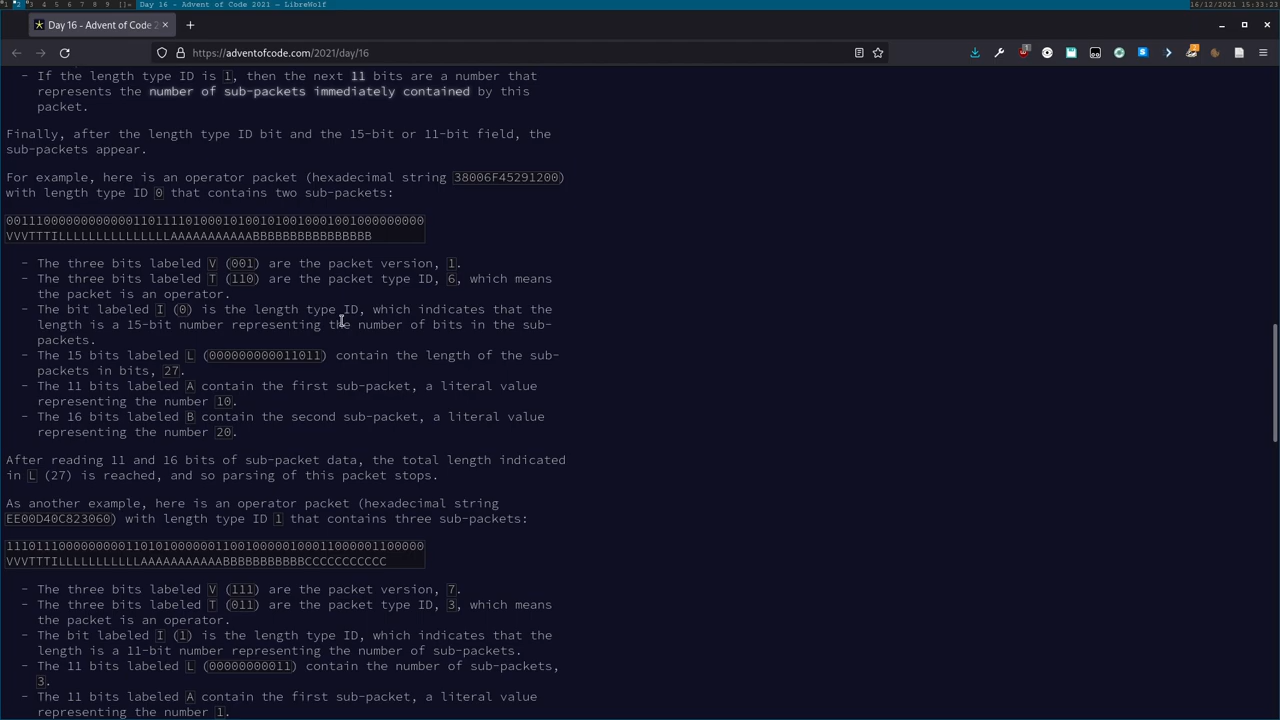 1 2 3 4 5 6 7 8 9 []= Day 16 - Advent of Code 2021 — LibreWolf 16/12/2021 15:33:23
Day 16 - Advent of Code 2
https://adventofcode.com/2021/day/16
- If the length type ID is 1, then the next 11 bits are a number that
represents the number of sub-packets immediately contained by this
packet.
Finally, after the length type ID bit and the 15-bit or 11-bit field, the
sub-packets appear.
For example, here is an operator packet (hexadecimal string 38006F45291200)
with length type ID 0 that contains two sub-packets:
00111000000000000110111101000101001010010001001000000000
VVVTTTILLLLLLLLLLLLLLLAAAAAAAAAAABBBBBBBBBBBBBBBB
- The three bits labeled V (001) are the packet version, 1.
- The three bits labeled T (110) are the packet type ID, 6, which means
the packet is an operator.
- The bit labeled I (0) is the length type ID, which indicates that the
length is a 15-bit number representing the number of bits in the sub-
packets.
- The 15 bits labeled L (000000000011011) contain the length of the sub-
packets in bits, 27.
- The 11 bits labeled A contain the first sub-packet, a literal value
representing the number 10.
- The 16 bits labeled B contain the second sub-packet, a literal value
representing the number 20.
After reading 11 and 16 bits of sub-packet data, the total length indicated
in L (27) is reached, and so parsing of this packet stops.
As another example, here is an operator packet (hexadecimal string
EE00D40C823060) with length type ID 1 that contains three sub-packets:
11101110000000001101010000001100100000100011000001100000
VVVTTTILLLLLLLLLLLAAAAAAAAAAABBBBBBBBBBBCCCCCCCCCCC
- The three bits labeled V (111) are the packet version, 7.
- The three bits labeled T (011) are the packet type ID, 3, which means
the packet is an operator.
- The bit labeled I (1) is the length type ID, which indicates that the
length is a 11-bit number representing the number of sub-packets.
- The 11 bits labeled L (00000000011) contain the number of sub-packets,
3.
- The 11 bits labeled A contain the first sub-packet, a literal value
representing the number 1.